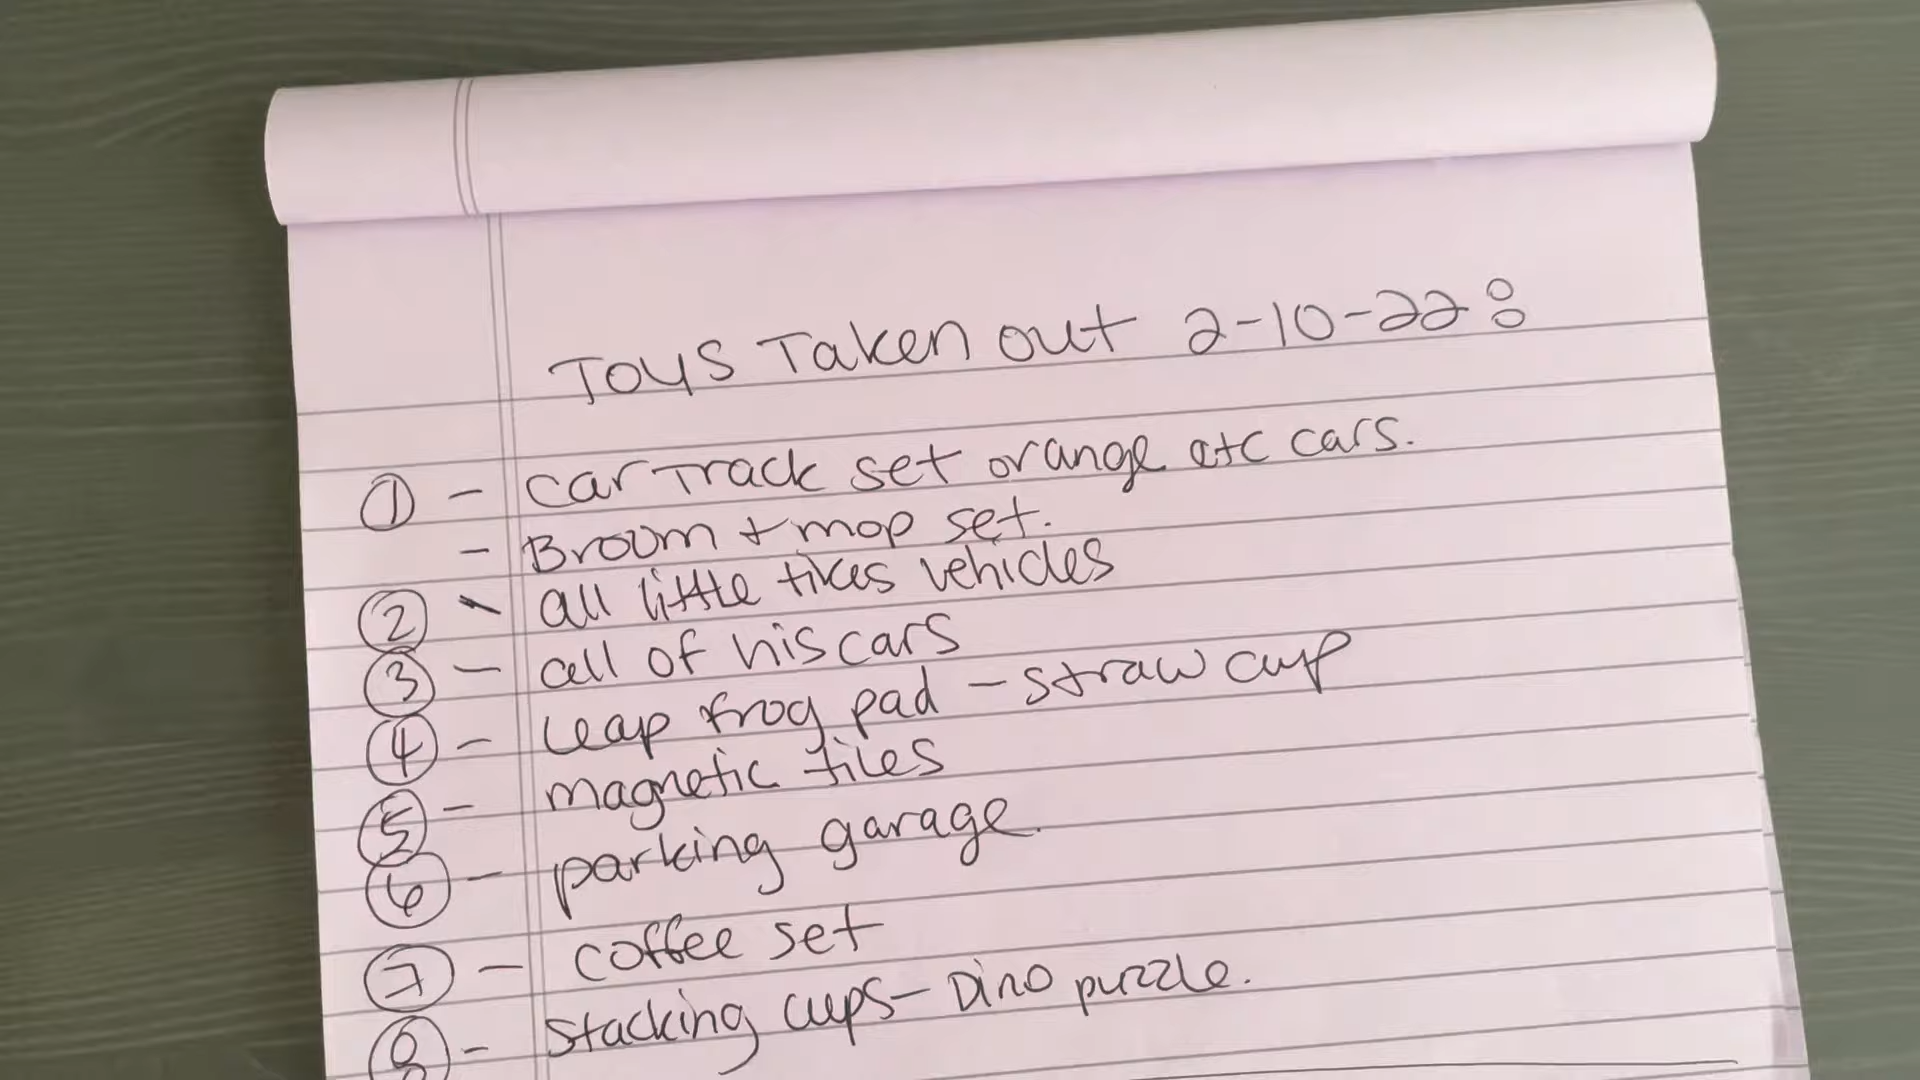 Toys Taken out 2-10-22:
① - car Track set orange etc cars.
- Broom + mop set.
② - all little tikes vehicles
③ - all of his cars
④ - leap frog pad - straw cup
⑤ - magnetic tiles
⑥ - parking garage.
⑦ - coffee set
⑧ - stacking cups - Dino puzzle.